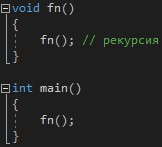 void fn()
{
    fn(); // рекурсия
}
int main()
{
    fn();
}